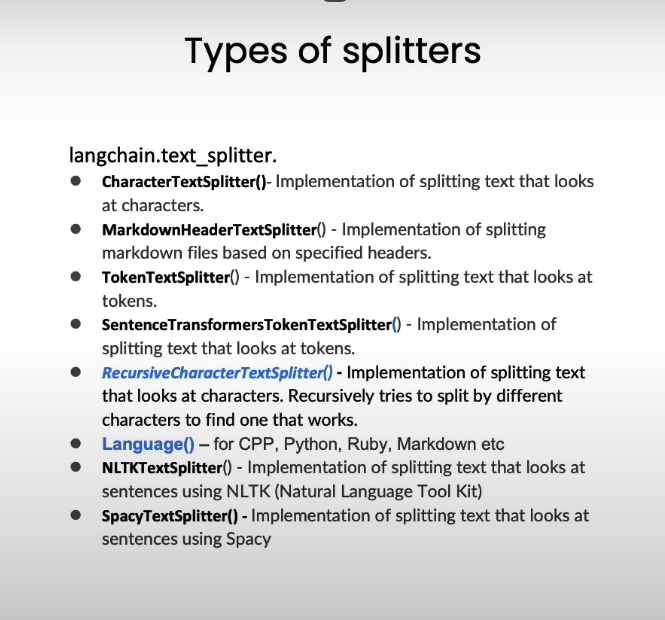 Types of splitters
langchain.text_splitter.
● CharacterTextSplitter()- Implementation of splitting text that looks
at characters.
● MarkdownHeaderTextSplitter() - Implementation of splitting
markdown files based on specified headers.
● TokenTextSplitter() - Implementation of splitting text that looks at
tokens.
● SentenceTransformersTokenTextSplitter() - Implementation of
splitting text that looks at tokens.
● RecursiveCharacterTextSplitter() - Implementation of splitting text
that looks at characters. Recursively tries to split by different
characters to find one that works.
● Language() – for CPP, Python, Ruby, Markdown etc
● NLTKTextSplitter() - Implementation of splitting text that looks at
sentences using NLTK (Natural Language Tool Kit)
● SpacyTextSplitter() - Implementation of splitting text that looks at
sentences using Spacy